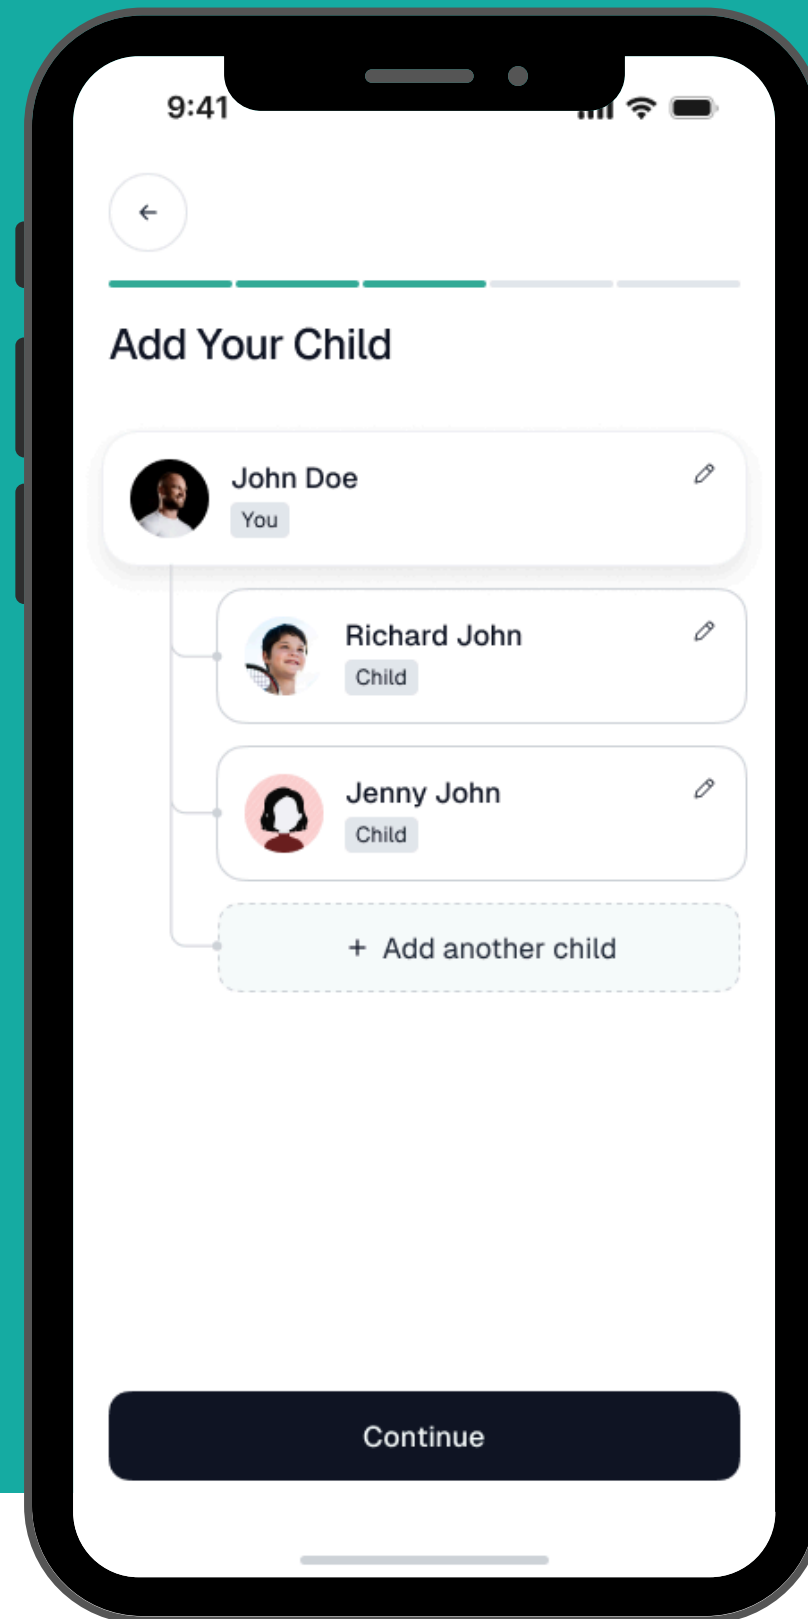 9:41
Add Your Child
John Doe
You
Richard John
Child
Jenny John
Child
+ Add another child
Continue